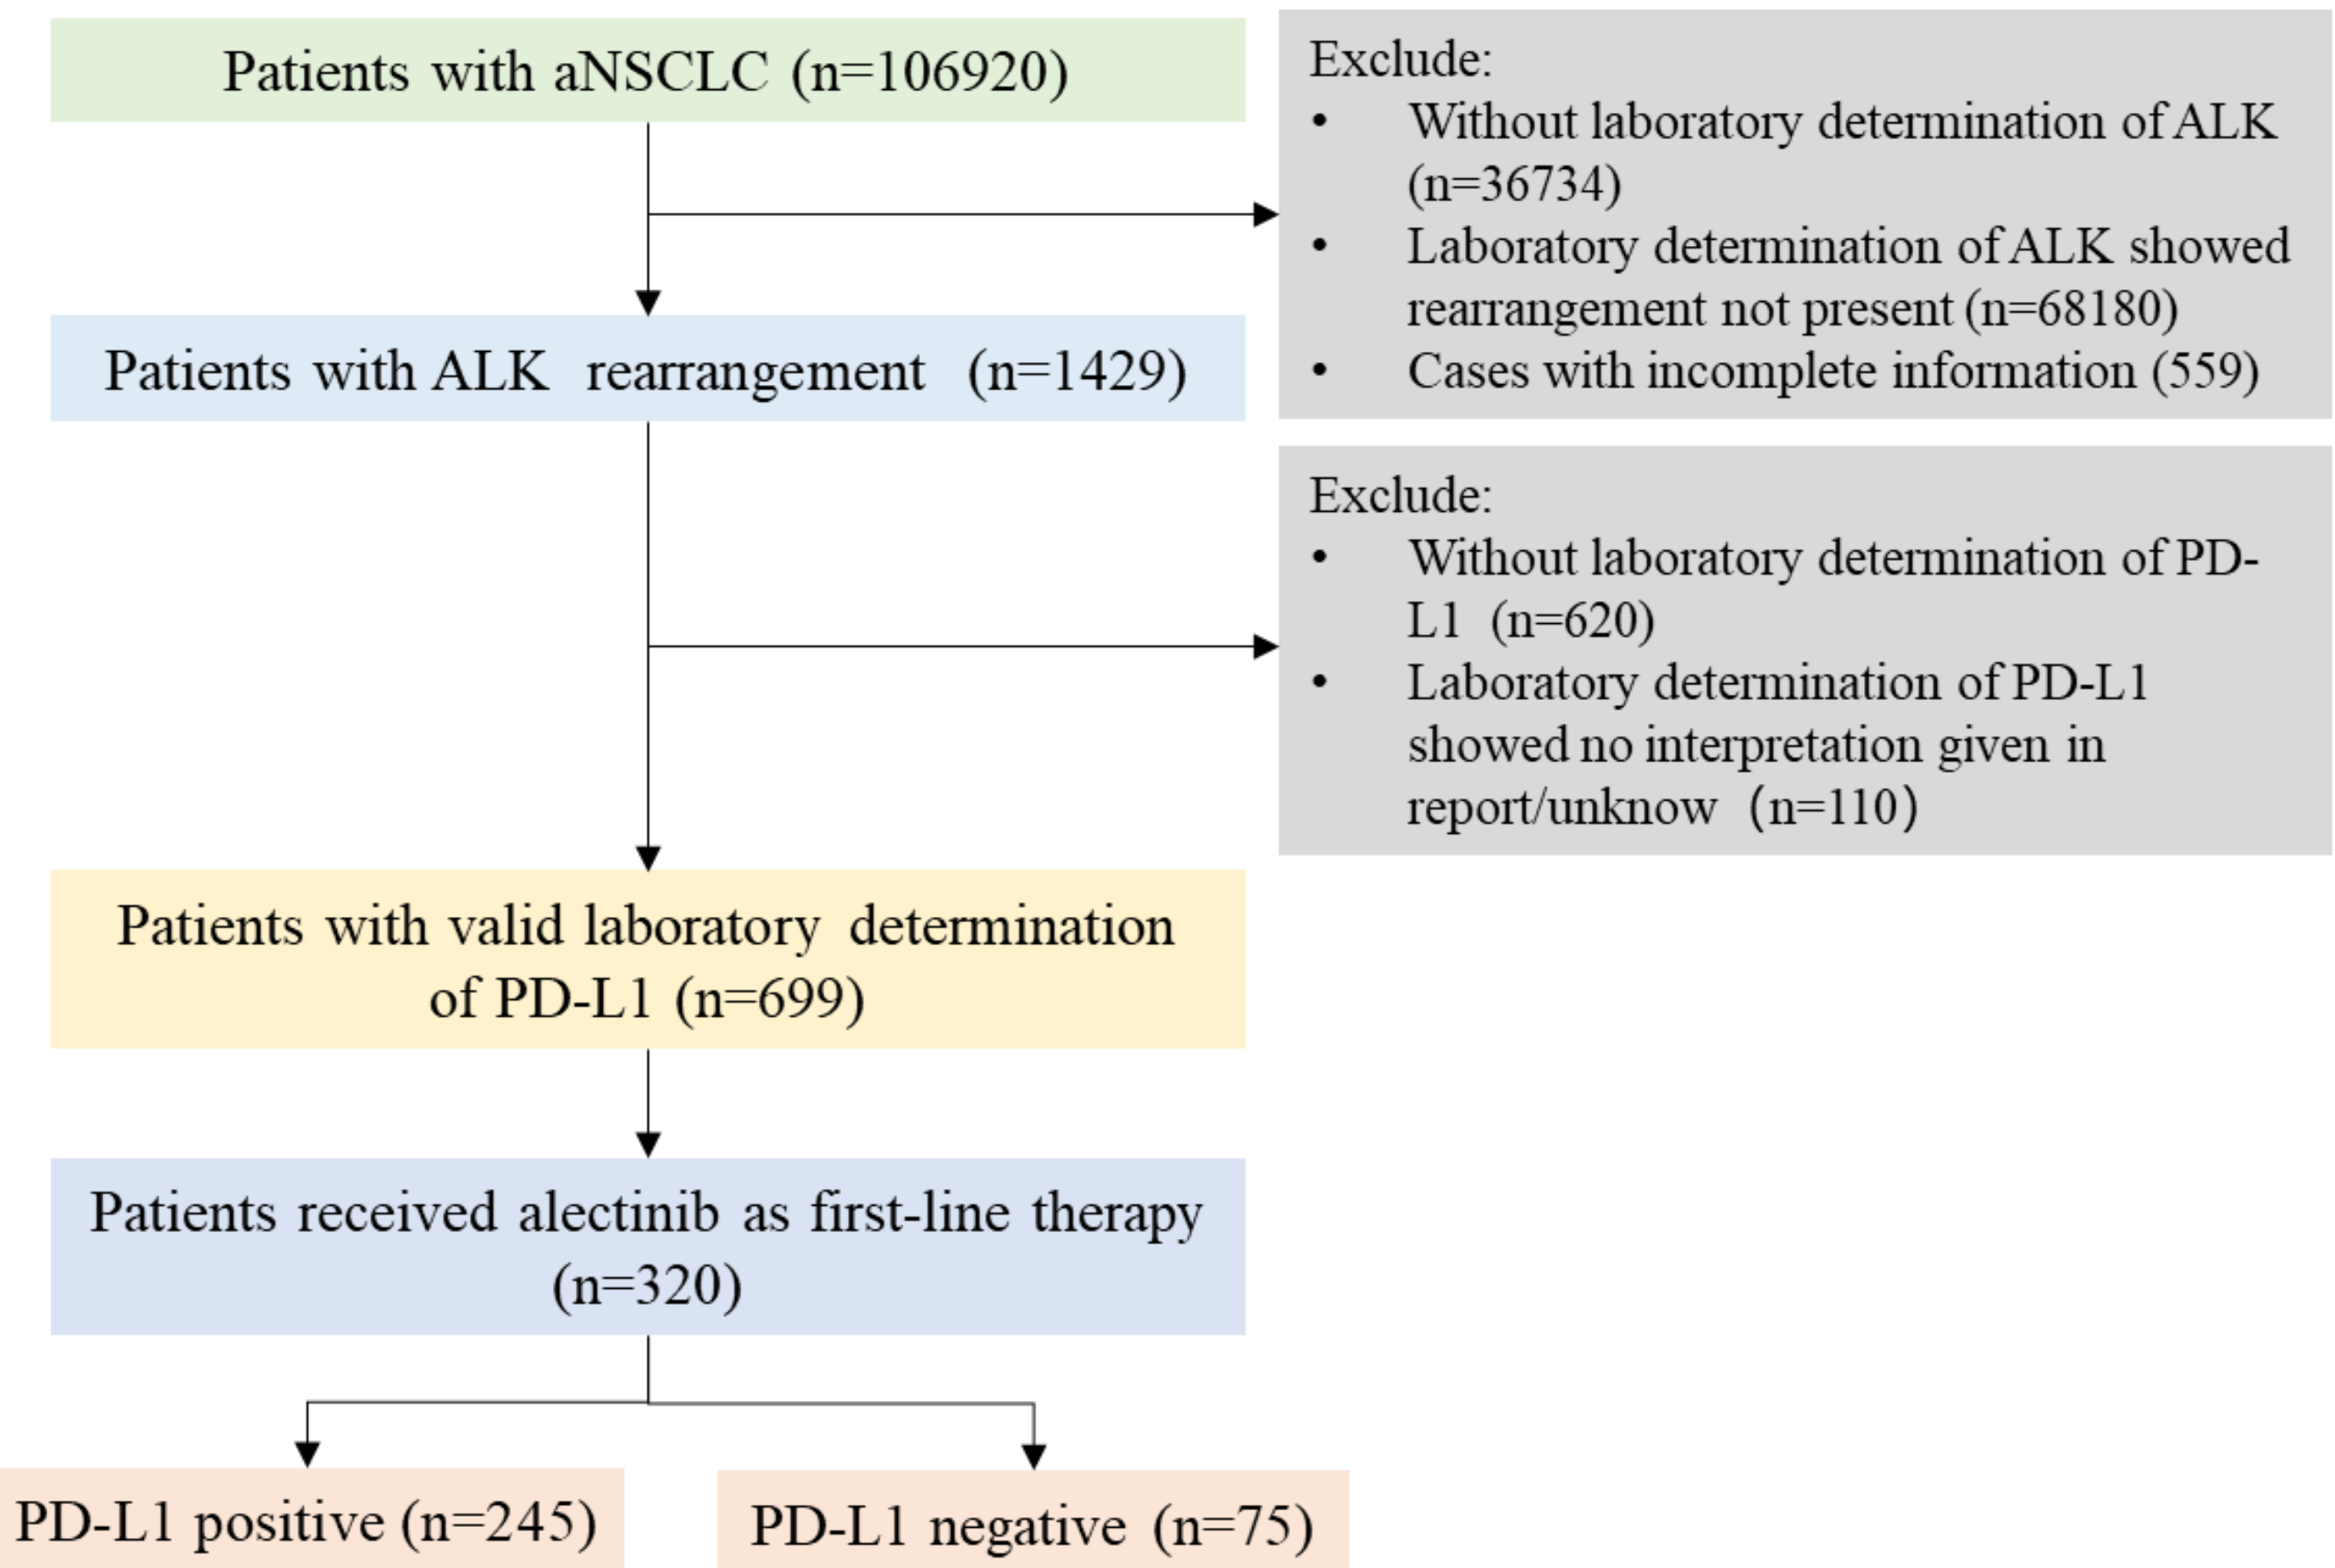 Patients with aNSCLC (n=106920)
Exclude:
• Without laboratory determination of ALK
(n=36734)
• Laboratory determination of ALK showed
rearrangement not present (n=68180)
• Cases with incomplete information (559)
Patients with ALK rearrangement (n=1429)
Exclude:
• Without laboratory determination of PD-
L1 (n=620)
• Laboratory determination of PD-L1
showed no interpretation given in
report/unknow（n=110）
Patients with valid laboratory determination
of PD-L1 (n=699)
Patients received alectinib as first-line therapy
(n=320)
PD-L1 positive (n=245)
PD-L1 negative (n=75)